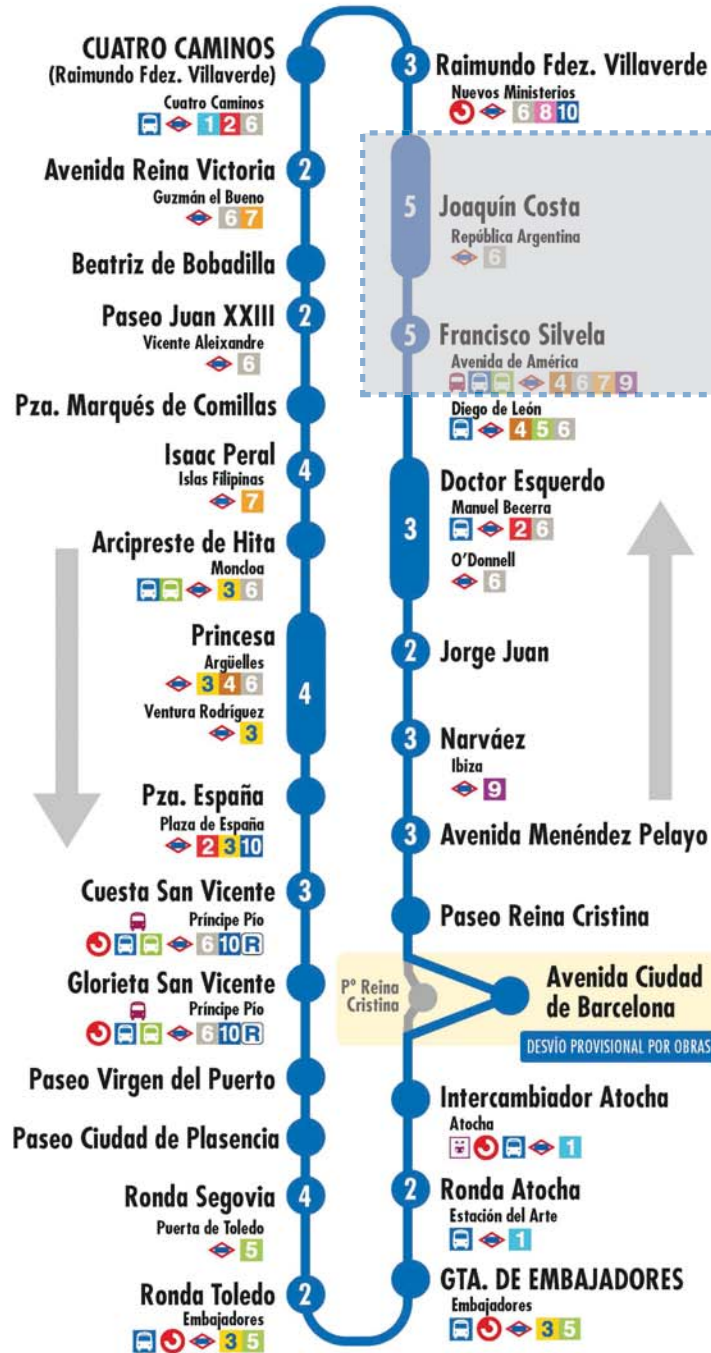 CUATRO CAMINOS
(Raimundo Fdez. Villaverde)
Cuatro Caminos
1 2 6
2
Avenida Reina Victoria
Guzmán el Bueno
6 7
Beatriz de Bobadilla
Paseo Juan XXIII
2
Vicente Aleixandre
6
Pza. Marqués de Comillas
Isaac Peral
4
Islas Filipinas
7
Arcipreste de Hita
Moncloa
3 6
Princesa
Argüelles
3 4 6
4
Ventura Rodríguez
3
Pza. España
Plaza de España
2 3 10
Cuesta San Vicente
3
Príncipe Pío
6 10 R
Glorieta San Vicente
Príncipe Pío
6 10 R
Paseo Virgen del Puerto
Paseo Ciudad de Plasencia
Ronda Segovia
4
Puerta de Toledo
5
Ronda Toledo
2
Embajadores
3 5
3
Raimundo Fdez. Villaverde
Nuevos Ministerios
6 8 10
5
Joaquín Costa
República Argentina
6
5
Francisco Silvela
Avenida de América
4 6 7 9
Diego de León
4 5 6
Doctor Esquerdo
Manuel Becerra
2 6
3
O'Donnell
6
2
Jorge Juan
3
Narváez
Ibiza
9
3
Avenida Menéndez Pelayo
Paseo Reina Cristina
Pº Reina
Cristina
Avenida Ciudad
de Barcelona
DESVÍO PROVISIONAL POR OBRAS
Intercambiador Atocha
Atocha
1
2
Ronda Atocha
Estación del Arte
1
GTA. DE EMBAJADORES
Embajadores
3 5